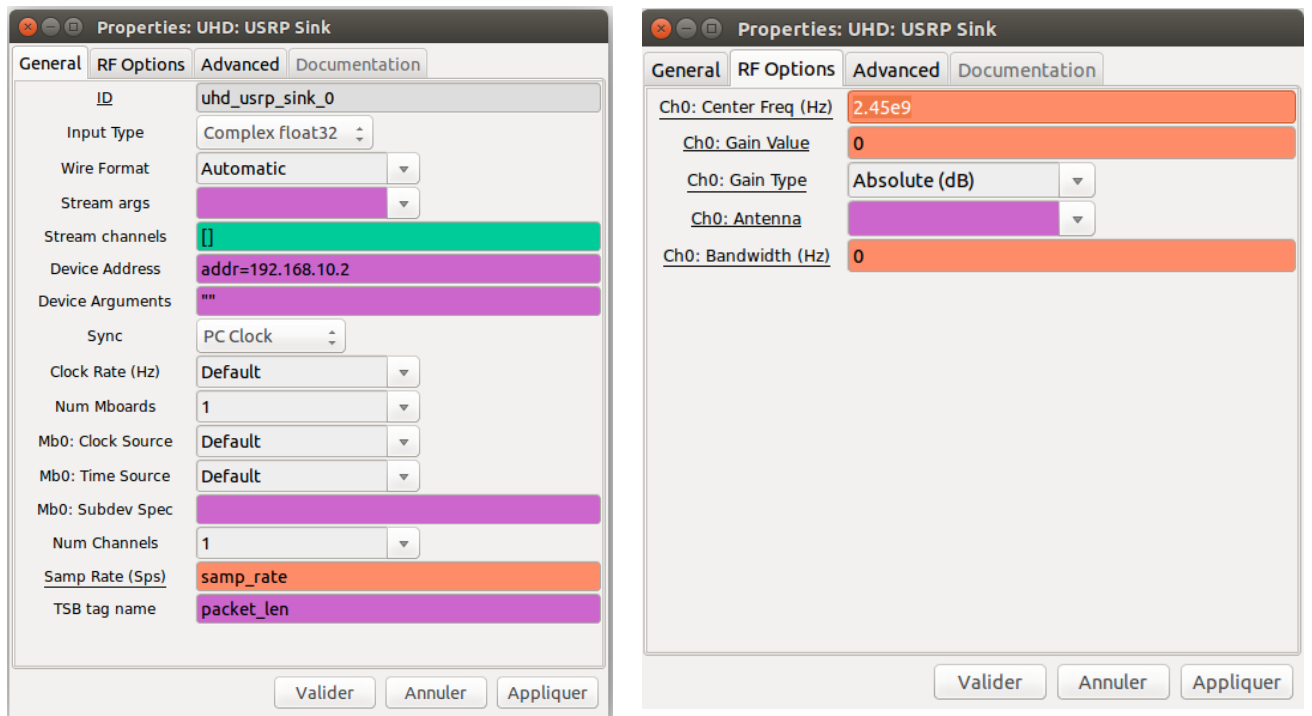 Properties: UHD: USRP Sink
General RF Options Advanced Documentation
ID uhd_usrp_sink_0
Input Type Complex float32
Wire Format Automatic
Stream args
Stream channels []
Device Address addr=192.168.10.2
Device Arguments ""
Sync PC Clock
Clock Rate (Hz) Default
Num Mboards 1
Mb0: Clock Source Default
Mb0: Time Source Default
Mb0: Subdev Spec
Num Channels 1
Samp Rate (Sps) samp_rate
TSB tag name packet_len
Valider Annuler Appliquer
Properties: UHD: USRP Sink
General RF Options Advanced Documentation
Ch0: Center Freq (Hz) 2.45e9
Ch0: Gain Value 0
Ch0: Gain Type Absolute (dB)
Ch0: Antenna
Ch0: Bandwidth (Hz) 0
Valider Annuler Appliquer